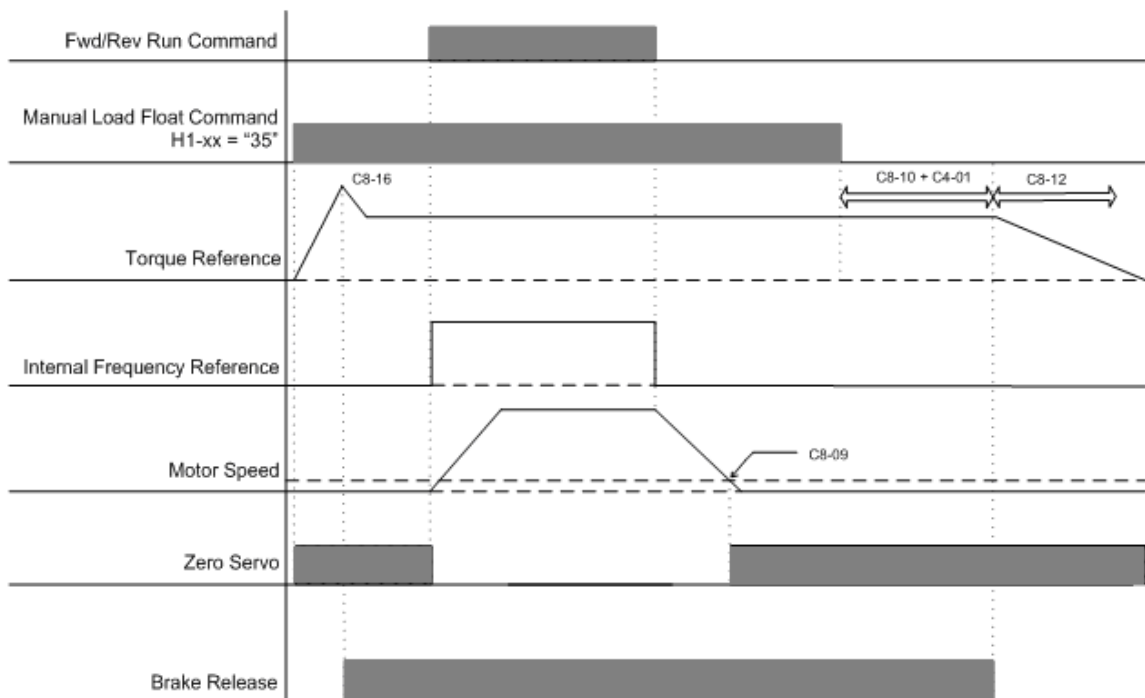 Fwd/Rev Run Command
Manual Load Float Command
H1-xx = “35”
C8-16
C8-10 + C4-01
C8-12
Torque Reference
Internal Frequency Reference
C8-09
Motor Speed
Zero Servo
Brake Release